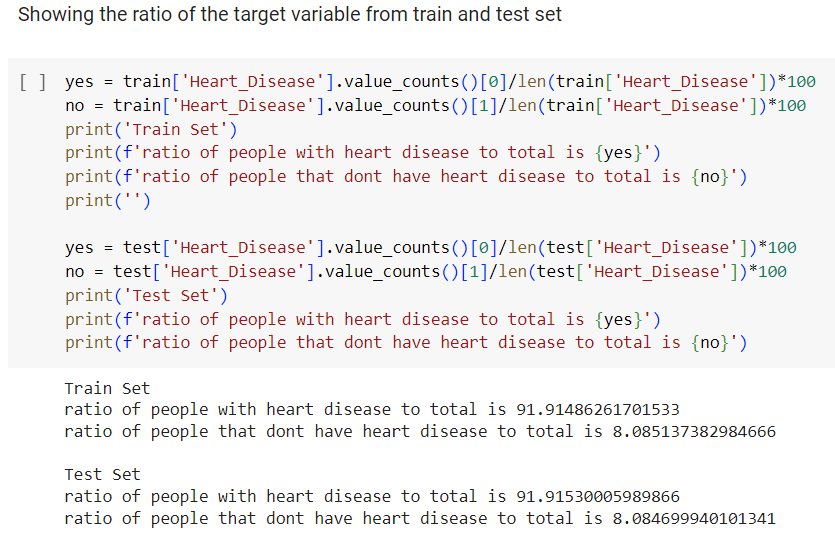 Showing the ratio of the target variable from train and test set
[ ] yes = train['Heart_Disease'].value_counts()[0]/len(train['Heart_Disease'])*100
no = train['Heart_Disease'].value_counts()[1]/len(train['Heart_Disease'])*100
print('Train Set')
print(f'ratio of people with heart disease to total is {yes}')
print(f'ratio of people that dont have heart disease to total is {no}')
print('')
yes = test['Heart_Disease'].value_counts()[0]/len(test['Heart_Disease'])*100
no = test['Heart_Disease'].value_counts()[1]/len(test['Heart_Disease'])*100
print('Test Set')
print(f'ratio of people with heart disease to total is {yes}')
print(f'ratio of people that dont have heart disease to total is {no}')
Train Set
ratio of people with heart disease to total is 91.91486261701533
ratio of people that dont have heart disease to total is 8.085137382984666
Test Set
ratio of people with heart disease to total is 91.91530005989866
ratio of people that dont have heart disease to total is 8.084699940101341